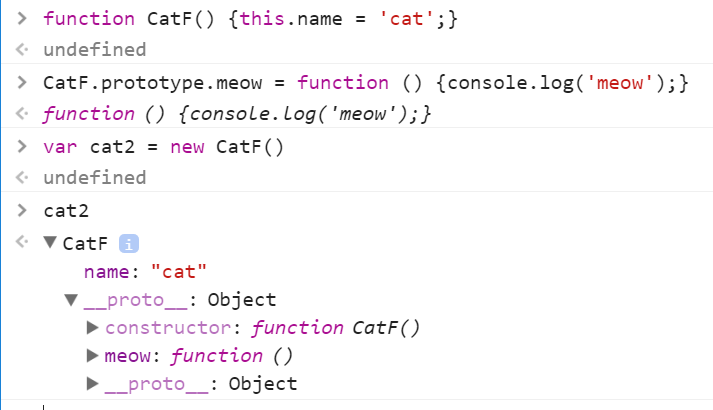 function CatF() {this.name = 'cat';}
undefined
CatF.prototype.meow = function () {console.log('meow');}
function () {console.log('meow');}
var cat2 = new CatF()
undefined
cat2
CatF i
name: "cat"
__proto__: Object
constructor: function CatF()
meow: function ()
__proto__: Object